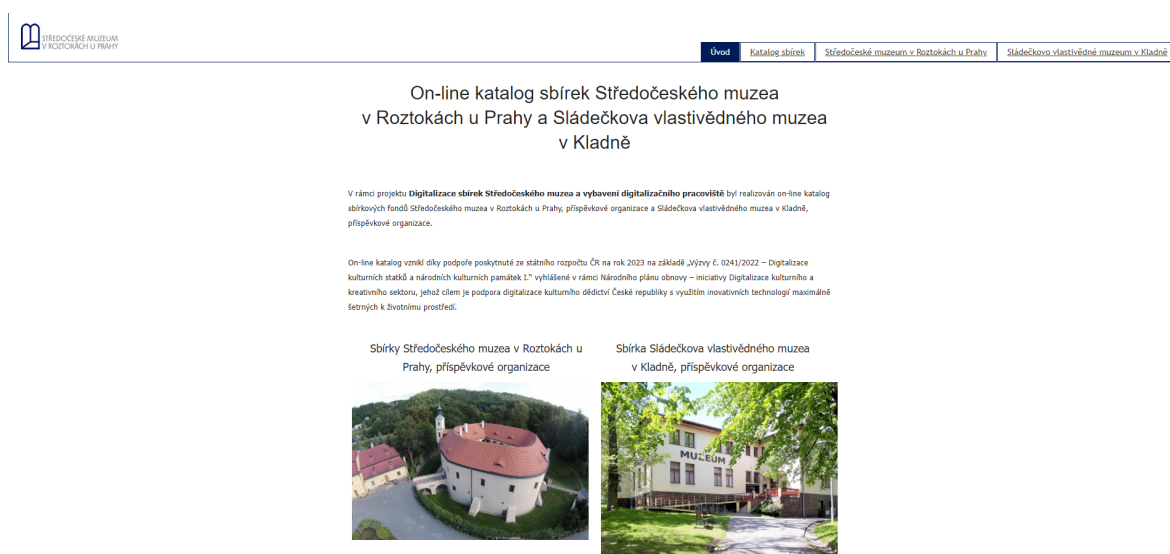 STŘEDOČESKÉ MUZEUM
V ROZTOKÁCH U PRAHY
Úvod
Katalog sbírek
Středočeské muzeum v Roztokách u Prahy
Sládečkovo vlastivědné muzeum v Kladně
On-line katalog sbírek Středočeského muzea
v Roztokách u Prahy a Sládečkova vlastivědného muzea
v Kladně
V rámci projektu Digitalizace sbírek Středočeského muzea a vybavení digitalizačního pracoviště byl realizován on-line katalog
sbírkových fondů Středočeského muzea v Roztokách u Prahy, příspěvkové organizace a Sládečkova vlastivědného muzea v Kladně,
příspěvkové organizace.
On-line katalog vznikl díky podpoře poskytnuté ze státního rozpočtu ČR na rok 2023 na základě „Výzvy č. 0241/2022 – Digitalizace
kulturních statků a národních kulturních památek I." vyhlášené v rámci Národního plánu obnovy – iniciativy Digitalizace kulturního a
kreativního sektoru, jehož cílem je podpora digitalizace kulturního dědictví České republiky s využitím inovativních technologií maximálně
šetrných k životnímu prostředí.
Sbírky Středočeského muzea v Roztokách u
Prahy, příspěvkové organizace
Sbírka Sládečkova vlastivědného muzea
v Kladně, příspěvkové organizace
MUZEUM